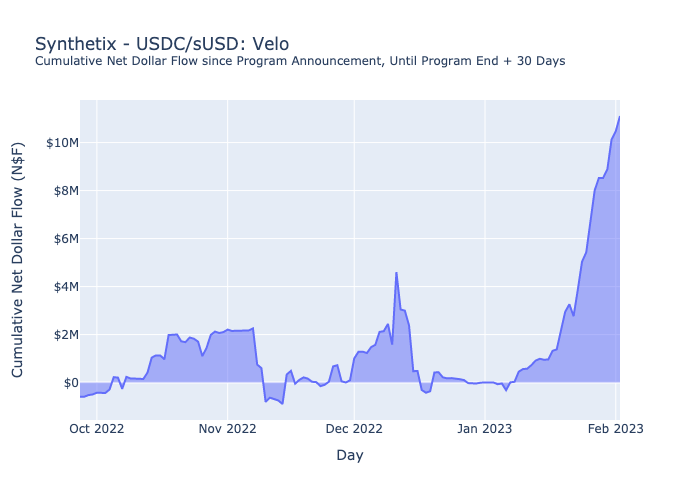 Synthetix - USDC/sUSD: Velo
Cumulative Net Dollar Flow since Program Announcement, Until Program End + 30 Days
Cumulative Net Dollar Flow (N$F)
$10M
$8M
$6M
$4M
$2M
$0
Oct 2022
Nov 2022
Dec 2022
Jan 2023
Feb 2023
Day